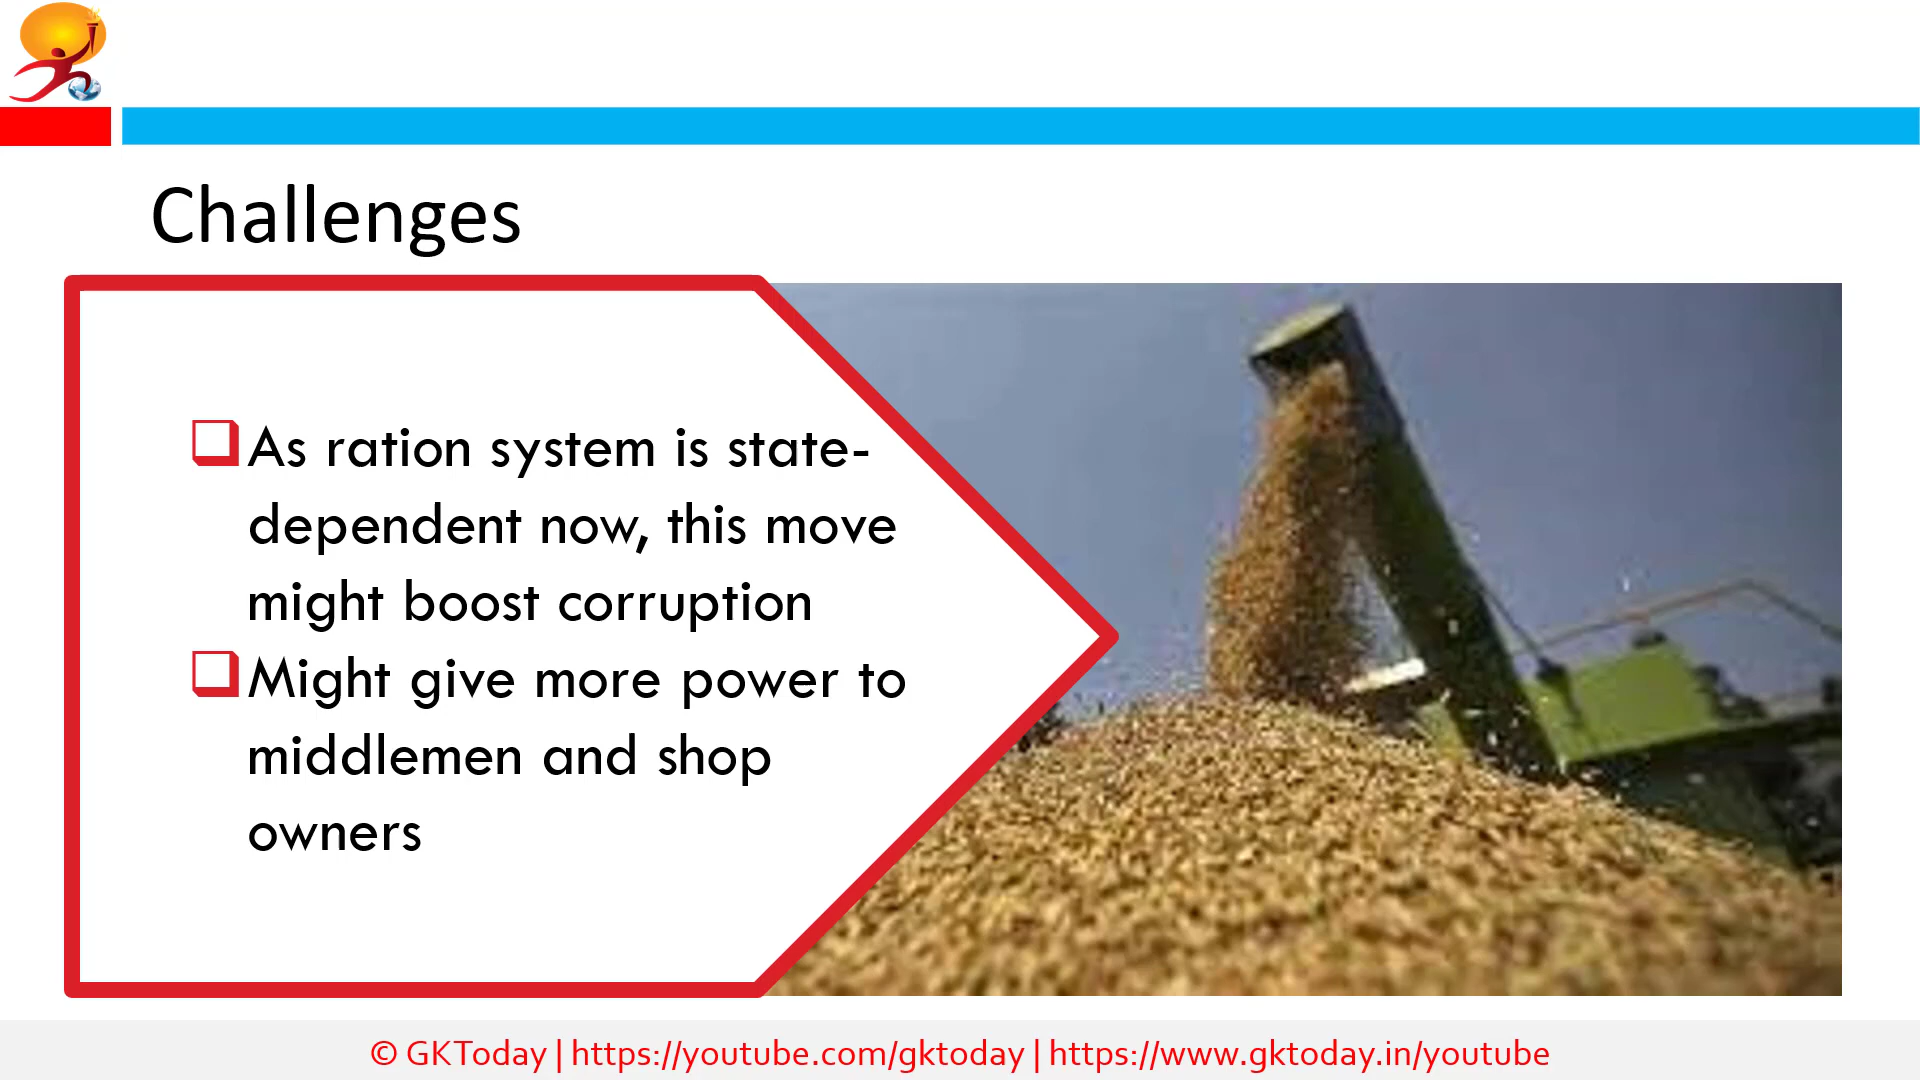 Challenges
As ration system is state-
dependent now, this move
might boost corruption
Might give more power to
middlemen and shop
owners
© GKToday | https://youtube.com/gktoday | https://www.gktoday.in/youtube